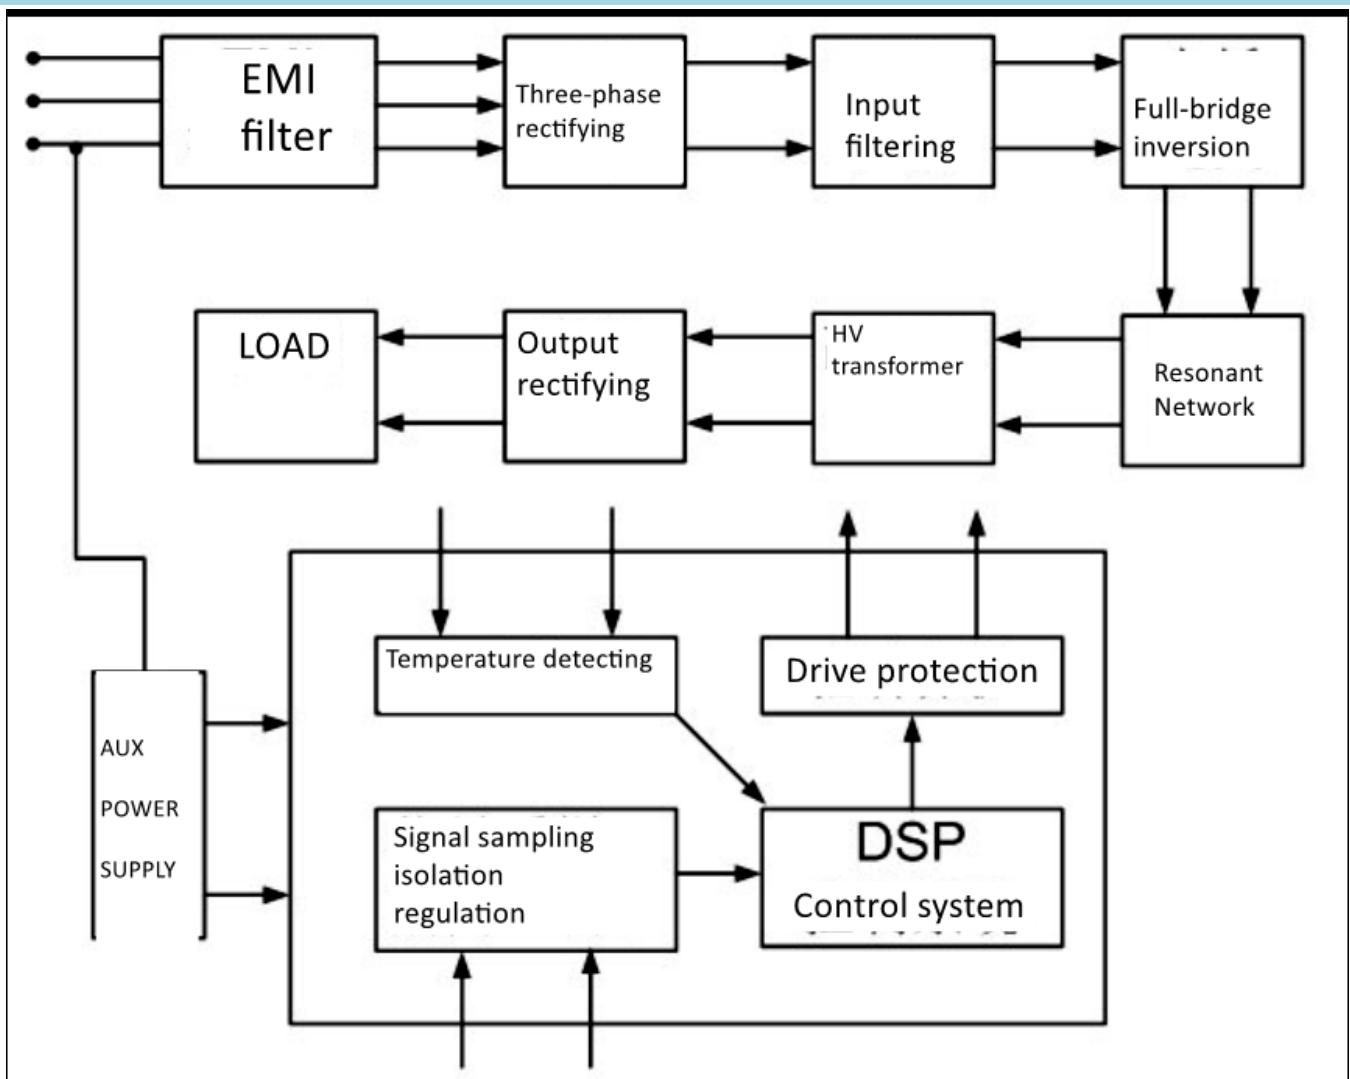 EMI
filter
Three-phase
rectifying
Input
filtering
Full-bridge
inversion
LOAD
Output
rectifying
HV
transformer
Resonant
Network
Temperature detecting
Drive protection
AUX
POWER
SUPPLY
Signal sampling
isolation
regulation
DSP
Control system